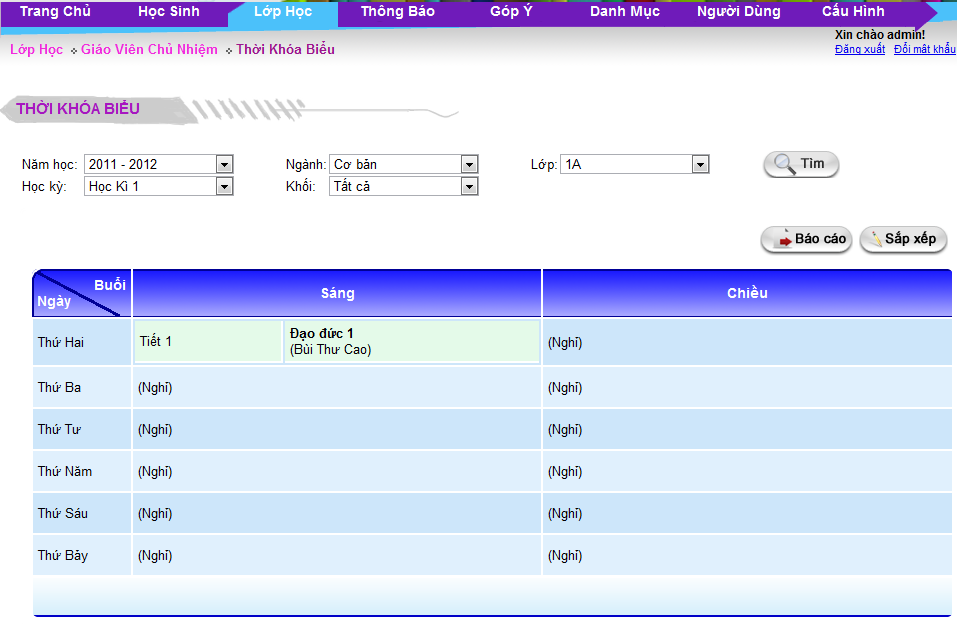 Trang Chủ Học Sinh Lớp Học Thông Báo Góp Ý Danh Mục Người Dùng Cấu Hình
Xin chào admin!
Lớp Học Giáo Viên Chủ Nhiệm Thời Khóa Biểu
Đăng xuất Đổi mât khẩu
THỜI KHÓA BIỂU
Năm học: 2011 - 2012 Ngành: Cơ bản Lớp: 1A Tìm
Học kỳ: Học Kì 1 Khối: Tất cả
Báo cáo Sắp xếp
Buổi
Ngày Sáng Chiều
Thứ Hai Tiết 1 Đạo đức 1 (Nghỉ)
(Bùi Thư Cao)
Thứ Ba (Nghỉ) (Nghỉ)
Thứ Tư (Nghỉ) (Nghỉ)
Thứ Năm (Nghỉ) (Nghỉ)
Thứ Sáu (Nghỉ) (Nghỉ)
Thứ Bảy (Nghỉ) (Nghỉ)